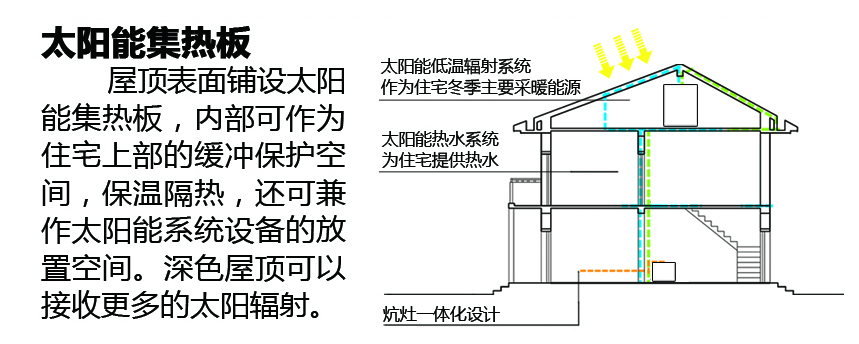 太阳能集热板
屋顶表面铺设太阳
能集热板，内部可作为
住宅上部的缓冲保护空
间，保温隔热，还可兼
作太阳能系统设备的放
置空间。深色屋顶可以
接收更多的太阳辐射。
太阳能低温辐射系统
作为住宅冬季主要采暖能源
太阳能热水系统
为住宅提供热水
炕灶一体化设计